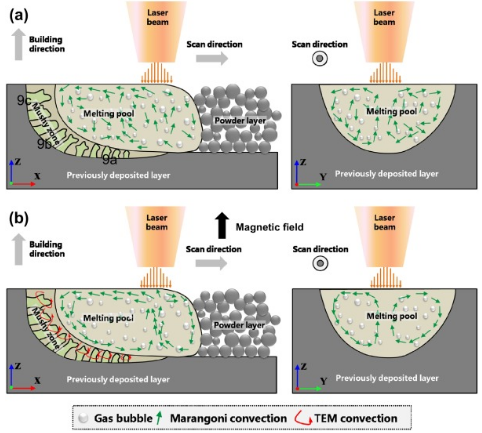 (a)
Laser
beam
Building
direction
Scan direction
9c
Mushy zone
9b
9a
Melting pool
Powder layer
Previously deposited layer
Z
X
Laser
beam
Scan direction
Melting pool
Previously deposited layer
Z
Y
(b)
Magnetic field
Laser
beam
Building
direction
Scan direction
Mushy zone
Melting pool
Powder layer
Previously deposited layer
Z
X
Laser
beam
Scan direction
Melting pool
Previously deposited layer
Z
Y
Gas bubble Marangoni convection TEM convection